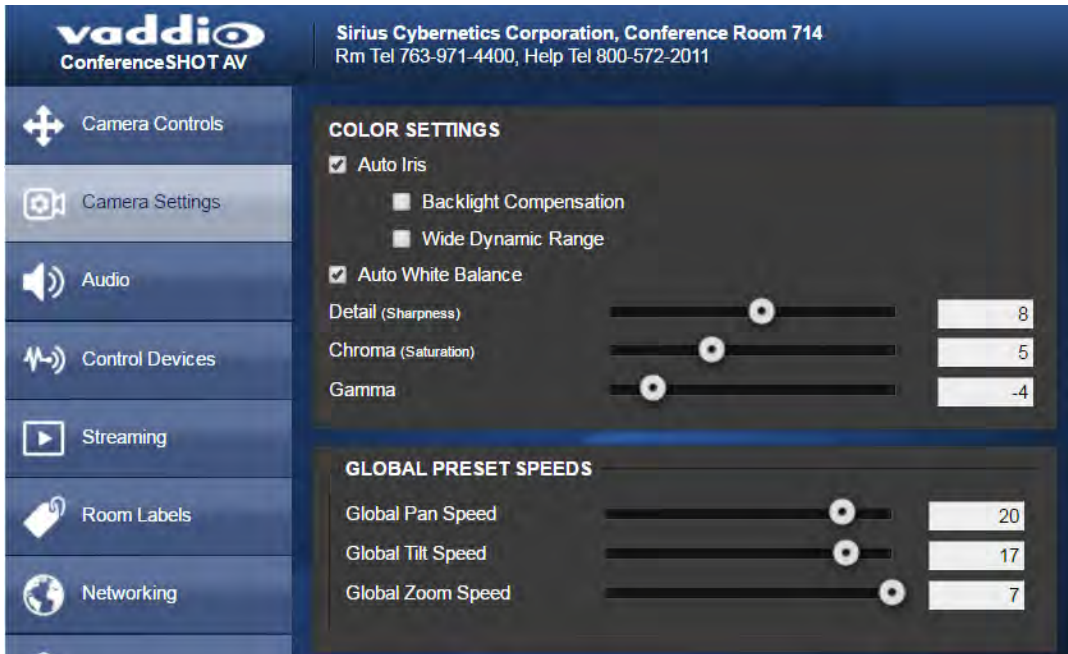 vaddio
ConferenceSHOT AV
Sirius Cybernetics Corporation, Conference Room 714
Rm Tel 763-971-4400, Help Tel 800-572-2011
Camera Controls
Camera Settings
Audio
Control Devices
Streaming
Room Labels
Networking
COLOR SETTINGS
Auto Iris
Backlight Compensation
Wide Dynamic Range
Auto White Balance
Detail (Sharpness) 8
Chroma (Saturation) 5
Gamma -4
GLOBAL PRESET SPEEDS
Global Pan Speed 20
Global Tilt Speed 17
Global Zoom Speed 7